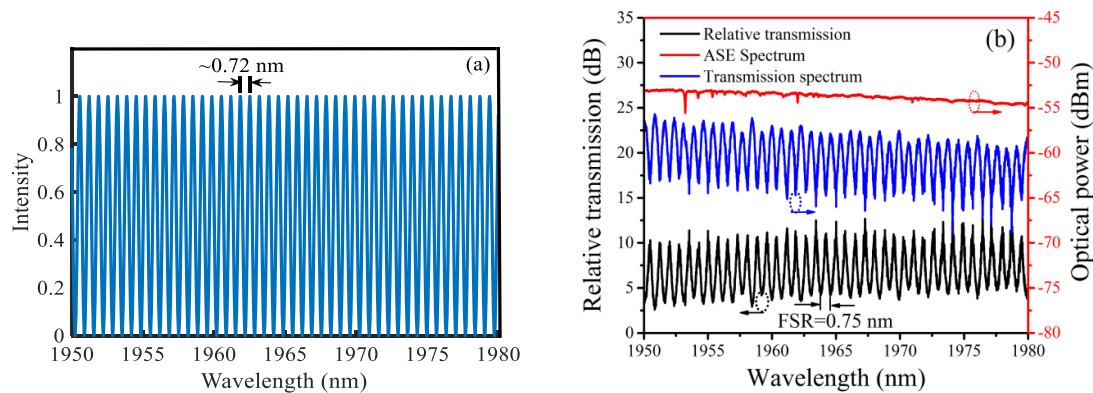 (a)
~0.72 nm
1
0.8
0.6
0.4
0.2
0
Intensity
1950 1955 1960 1965 1970 1975 1980
Wavelength (nm)
(b)
Relative transmission
ASE Spectrum
Transmission spectrum
35
30
25
20
15
10
5
0
Relative transmission (dB)
-45
-50
-55
-60
-65
-70
-75
-80
Optical power (dBm)
FSR=0.75 nm
1950 1955 1960 1965 1970 1975 1980
Wavelength (nm)